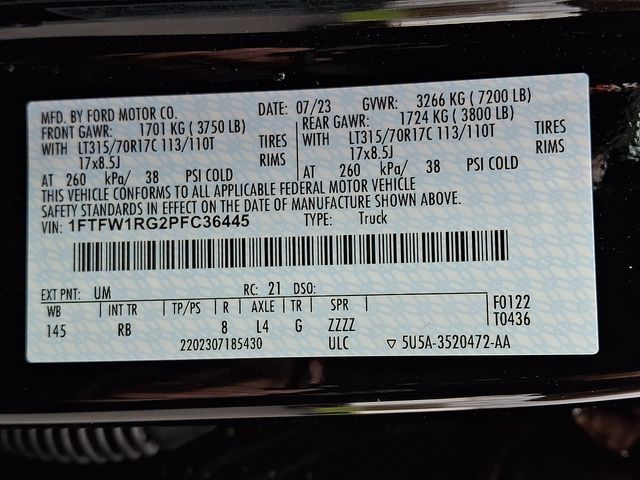 MFD. BY FORD MOTOR CO. DATE: 07/23 GVWR: 3266 KG ( 7200 LB)
FRONT GAWR: 1701 KG ( 3750 LB) REAR GAWR: 1724 KG ( 3800 LB)
WITH LT315/70R17C 113/110T TIRES WITH LT315/70R17C 113/110T TIRES
17x8.5J RIMS 17x8.5J RIMS
AT 260 kPa/ 38 PSI COLD AT 260 kPa/ 38 PSI COLD
THIS VEHICLE CONFORMS TO ALL APPLICABLE FEDERAL MOTOR VEHICLE
SAFETY STANDARDS IN EFFECT ON THE DATE OF MANUFACTURE SHOWN ABOVE.
VIN: 1FTFW1RG2PFC36445 TYPE: Truck
EXT PNT: UM RC: 21 DSO:
WB INT TR TP/PS R AXLE TR SPR F0122
145 RB 8 L4 G ZZZZ T0436
2202307185430 ULC ▽ 5U5A-3520472-AA